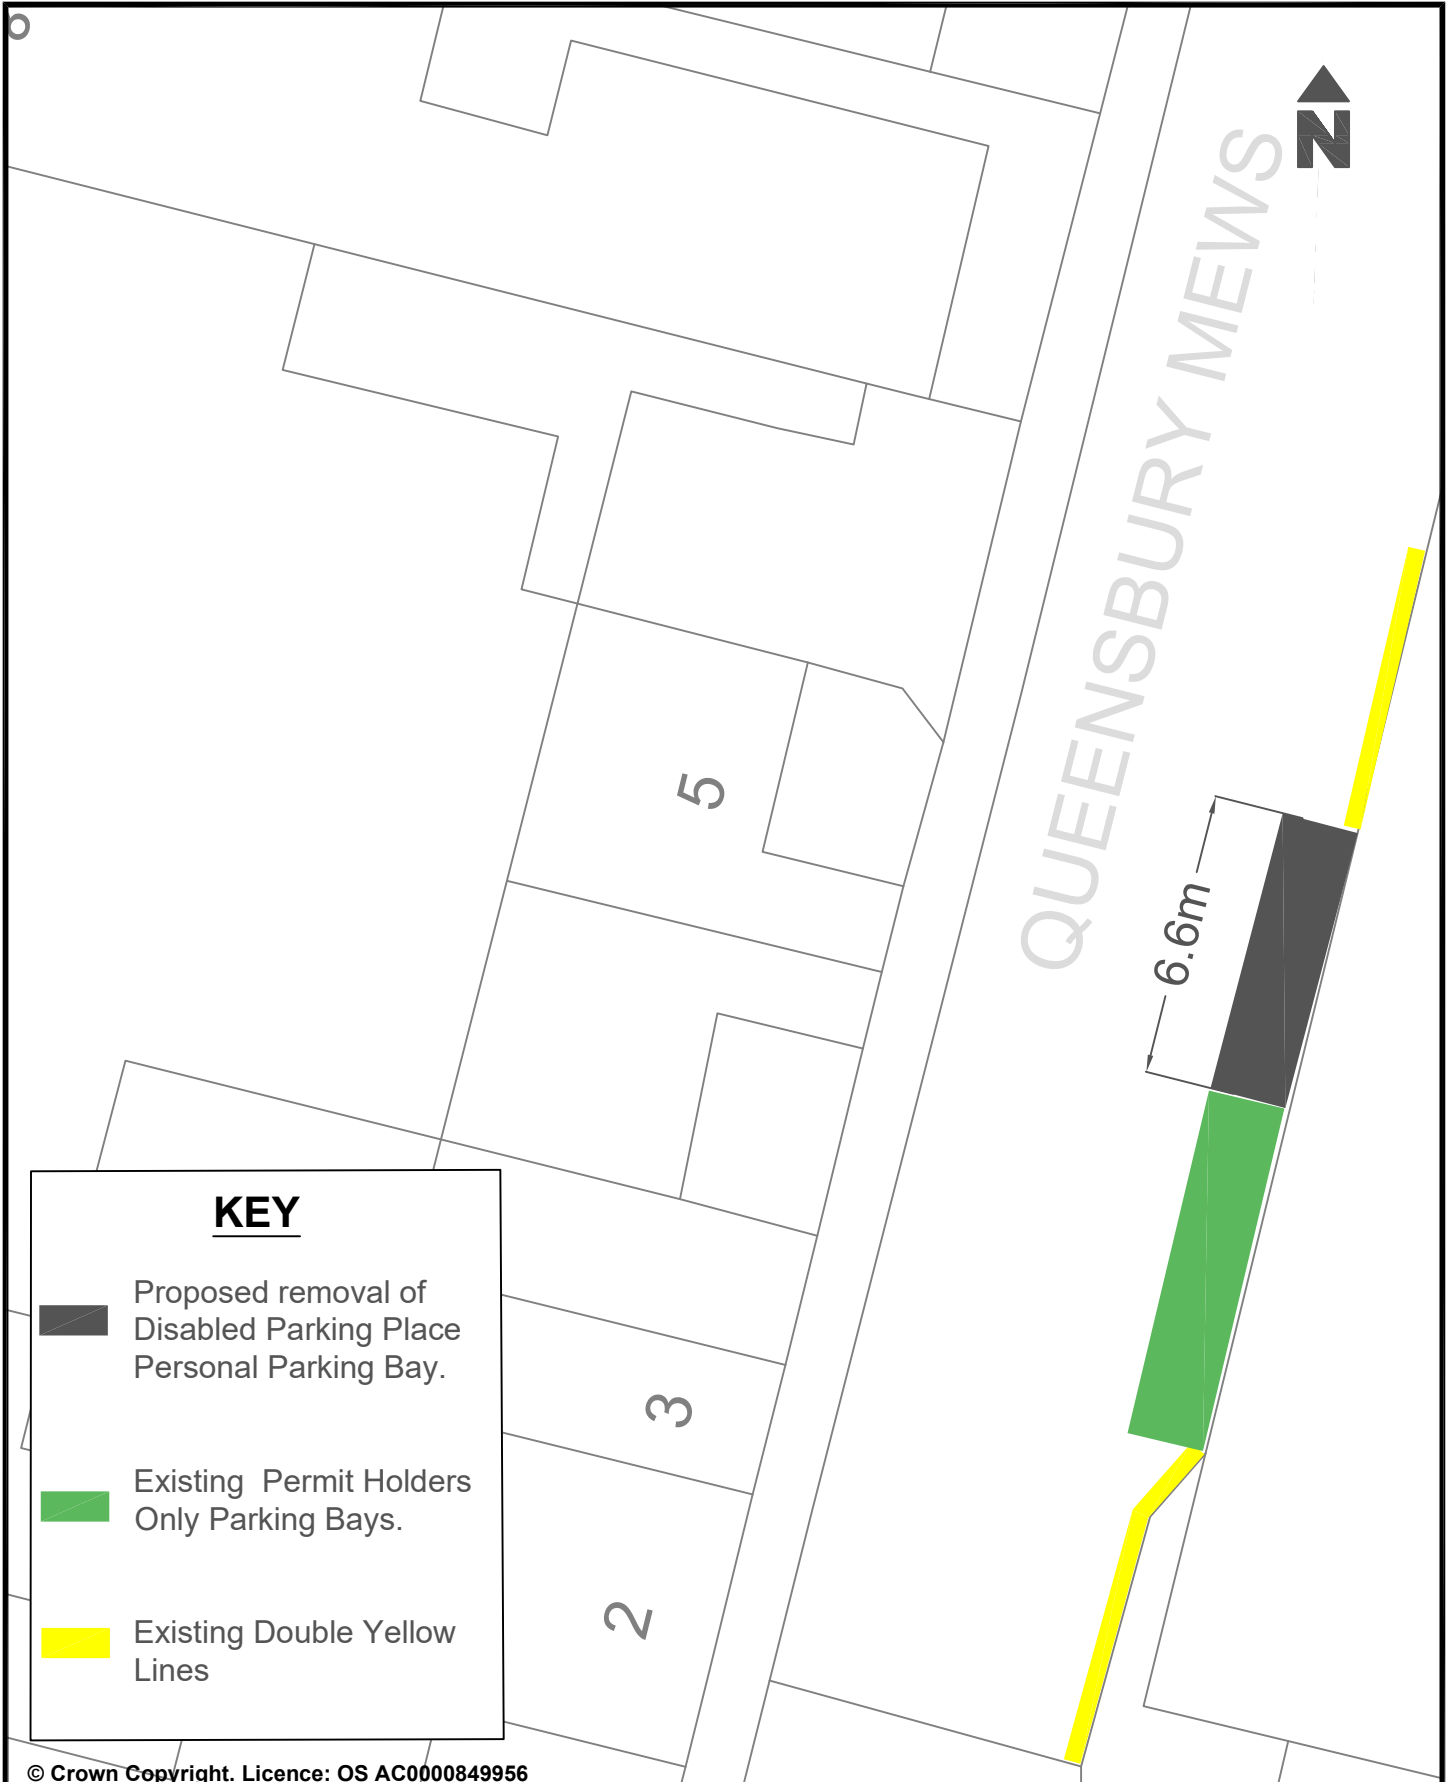 8
N
QUEENSBURY MEWS
5
6.6m
KEY
Proposed removal of
Disabled Parking Place
Personal Parking Bay.
3
Existing Permit Holders
Only Parking Bays.
2
Existing Double Yellow
Lines
© Crown Copyright. Licence: OS AC0000849956